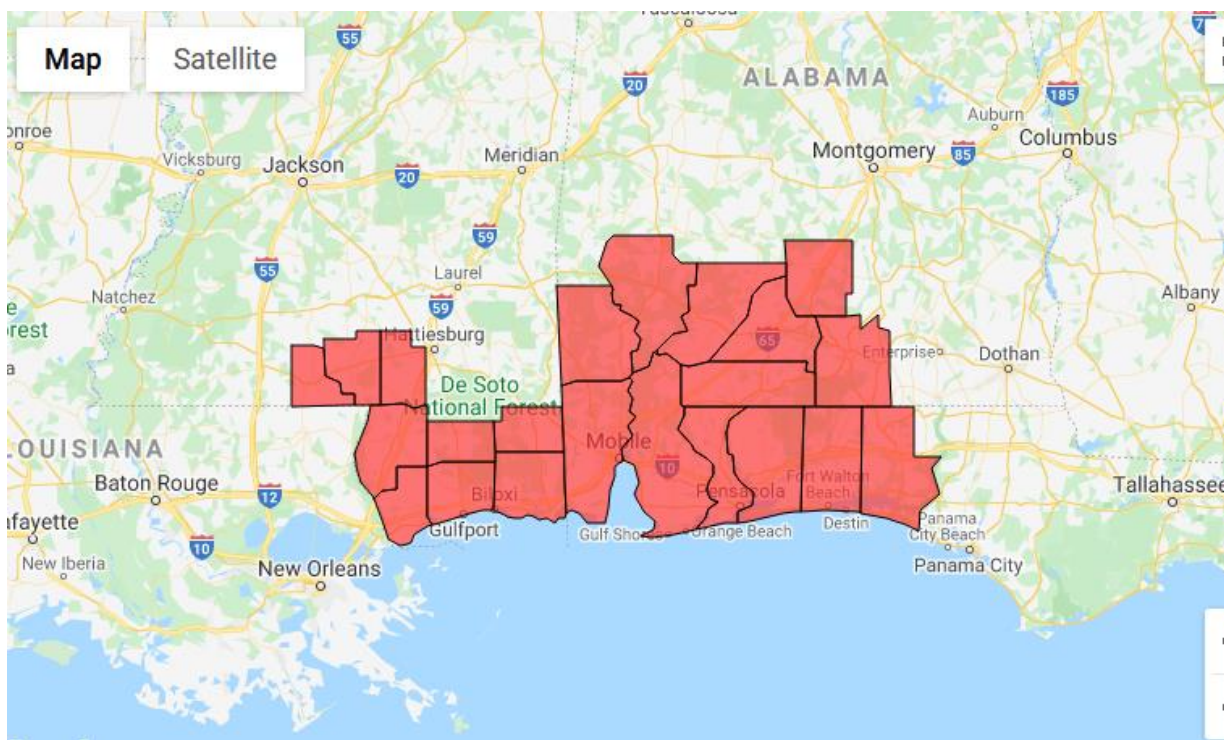 55
20
ALABAMA
Map
Satellite
185
Auburn
Columbus
onroe
Vicksburg
Jackson
Meridian
Montgomery
85
20
59
55
Laurel
Natchez
59
Albany
Hattiesburg
65
Enterprise
Dothan
De Soto
National Forest
LOUISIANA
Mobile
10
Baton Rouge
12
Biloxi
Pensacola
Fort Walton
Beach
Tallahassee
afayette
Gulfport
Gulf Shores
Orange Beach
Destin
Panama
City Beach
10
New Iberia
New Orleans
Panama City